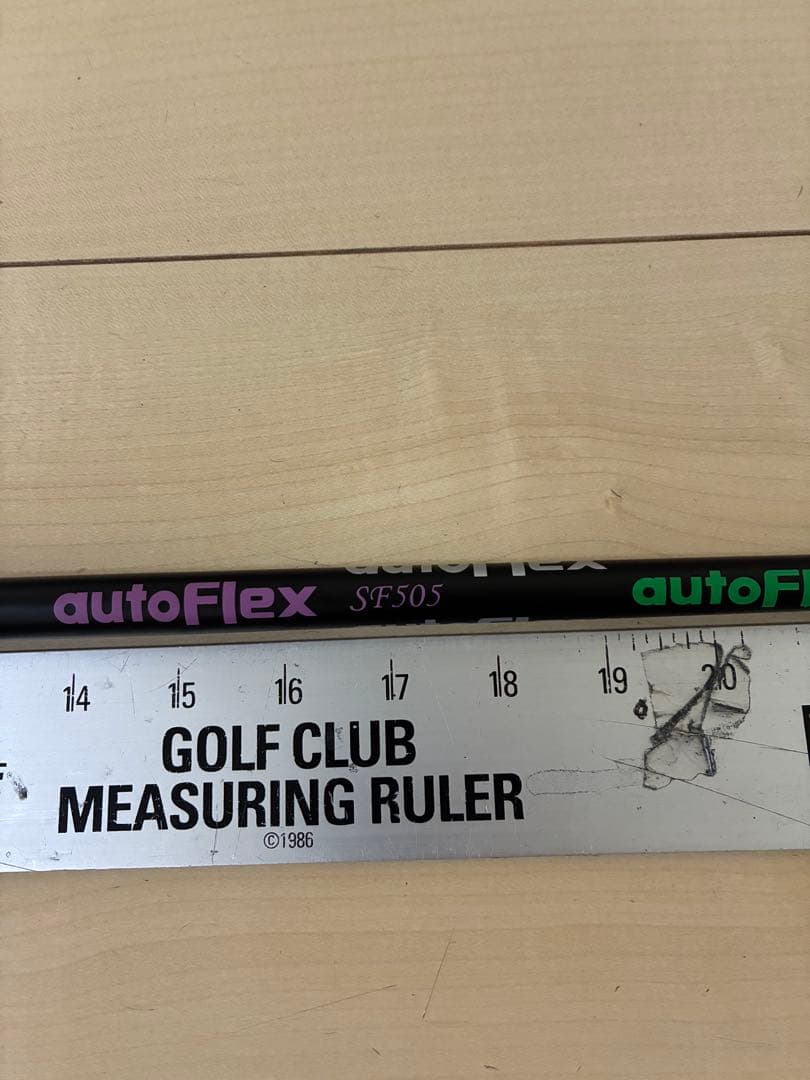 autoFlex SF505 autoFl
14 15 16 17 18 19 20
GOLF CLUB
MEASURING RULER
©1986